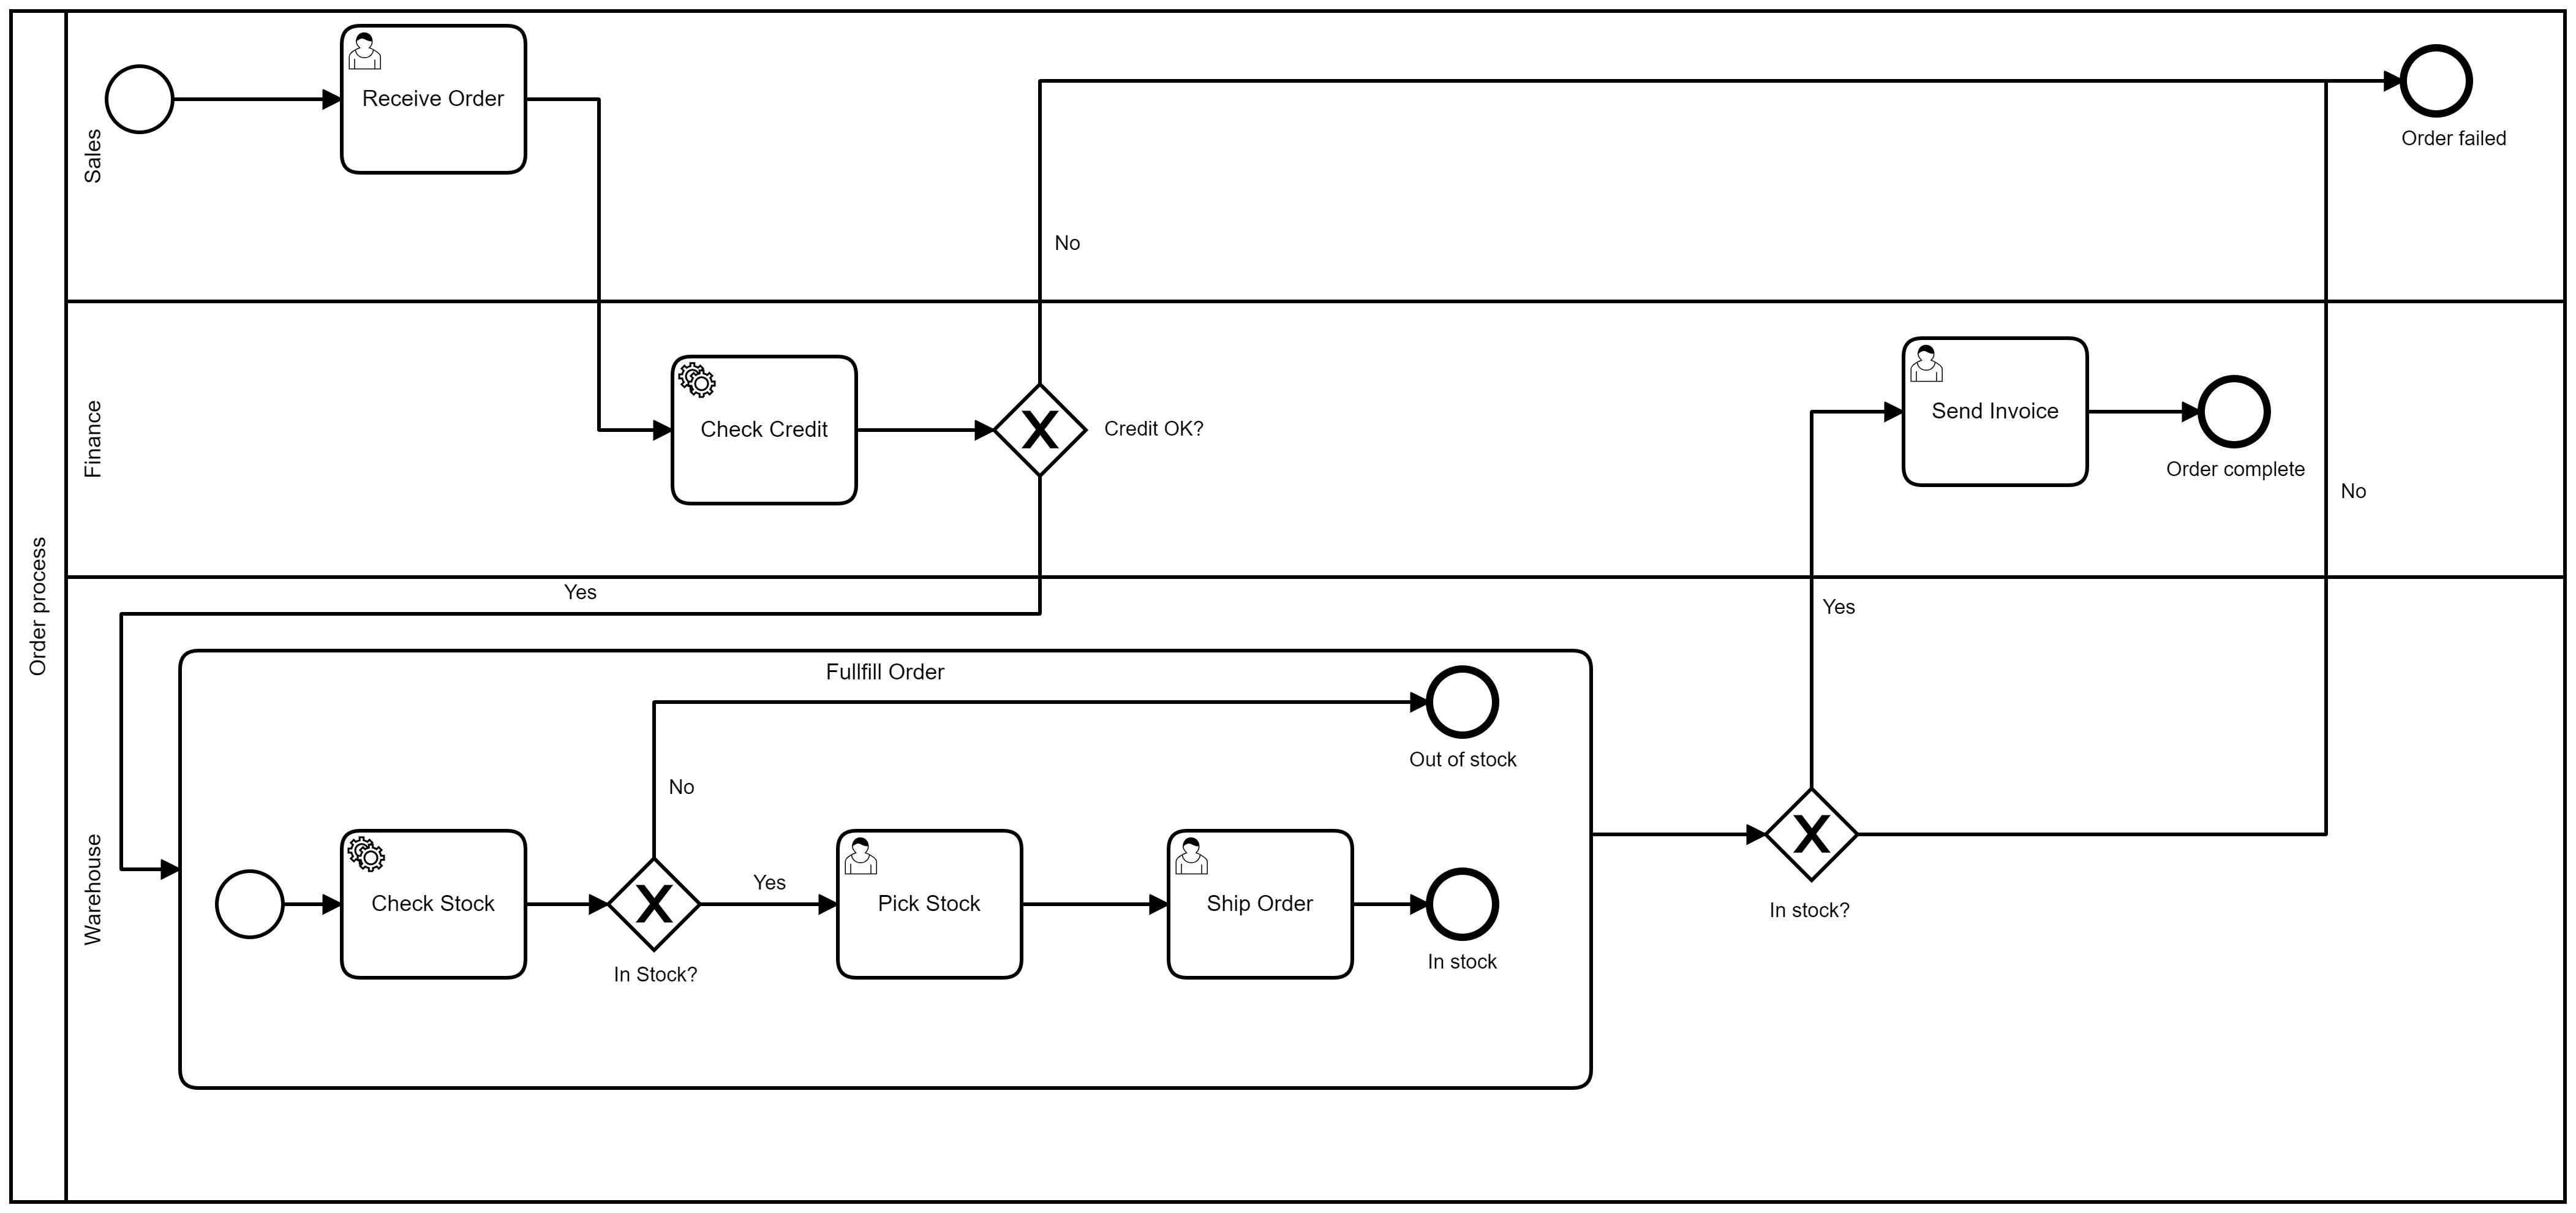 Order process
Sales
Receive Order
Order failed
No
Finance
Check Credit
Credit OK?
Send Invoice
Order complete
No
Yes
Yes
Warehouse
Fullfill Order
Out of stock
No
Check Stock
In Stock?
Yes
Pick Stock
Ship Order
In stock
In stock?